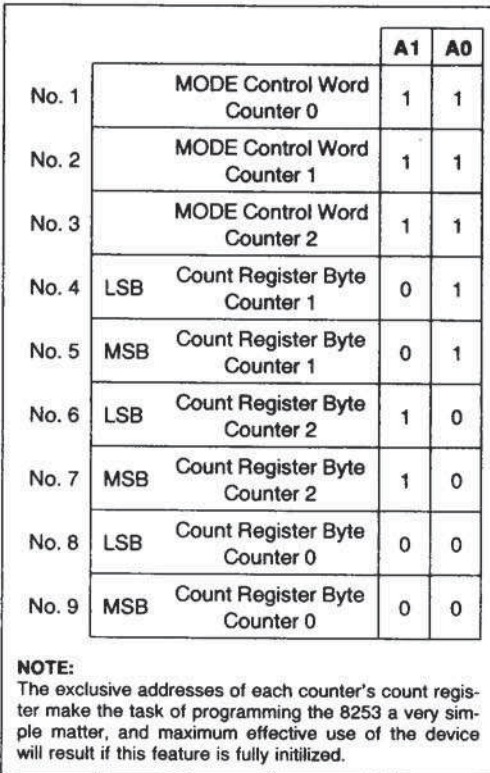 A1 A0
No. 1 MODE Control Word
Counter 0 1 1
No. 2 MODE Control Word
Counter 1 1 1
No. 3 MODE Control Word
Counter 2 1 1
No. 4 LSB Count Register Byte
Counter 1 0 1
No. 5 MSB Count Register Byte
Counter 1 0 1
No. 6 LSB Count Register Byte
Counter 2 1 0
No. 7 MSB Count Register Byte
Counter 2 1 0
No. 8 LSB Count Register Byte
Counter 0 0 0
No. 9 MSB Count Register Byte
Counter 0 0 0
NOTE:
The exclusive addresses of each counter's count regis-
ter make the task of programming the 8253 a very sim-
ple matter, and maximum effective use of the device
will result if this feature is fully initilized.